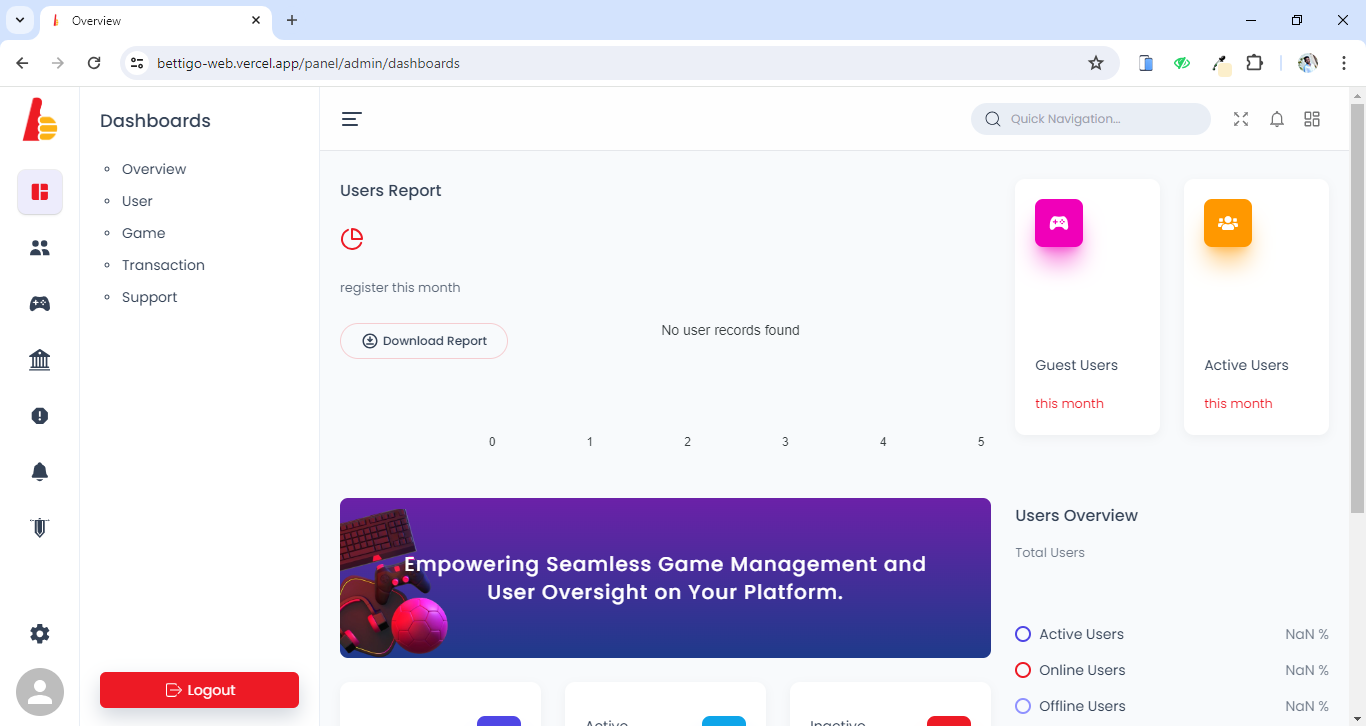 Overview
bettigo-web.vercel.app/panel/admin/dashboards
Dashboards
Overview
User
Game
Transaction
Support
Logout
Quick Navigation...
Users Report
register this month
Download Report
No user records found
0 1 2 3 4 5
Guest Users
this month
Active Users
this month
Empowering Seamless Game Management and
User Oversight on Your Platform.
Users Overview
Total Users
Active Users NaN %
Online Users NaN %
Offline Users NaN %
Active
Inactive